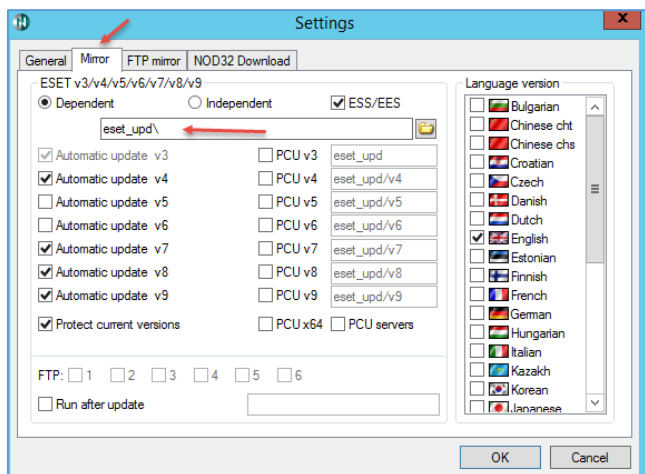 Settings
General Mirror FTP mirror NOD32 Download
ESET v3/v4/v5/v6/v7/v8/v9
Dependent Independent ESS/EES
eset_upd\
Automatic update v3 PCU v3 eset_upd
Automatic update v4 PCU v4 eset_upd/v4
Automatic update v5 PCU v5 eset_upd/v5
Automatic update v6 PCU v6 eset_upd/v6
Automatic update v7 PCU v7 eset_upd/v7
Automatic update v8 PCU v8 eset_upd/v8
Automatic update v9 PCU v9 eset_upd/v9
Protect current versions PCU x64 PCU servers
FTP: 1 2 3 4 5 6
Run after update
Language version
Bulgarian
Chinese cht
Chinese chs
Croatian
Czech
Danish
Dutch
English
Estonian
Finnish
French
German
Hungarian
Italian
Kazakh
Korean
Japanese
OK Cancel